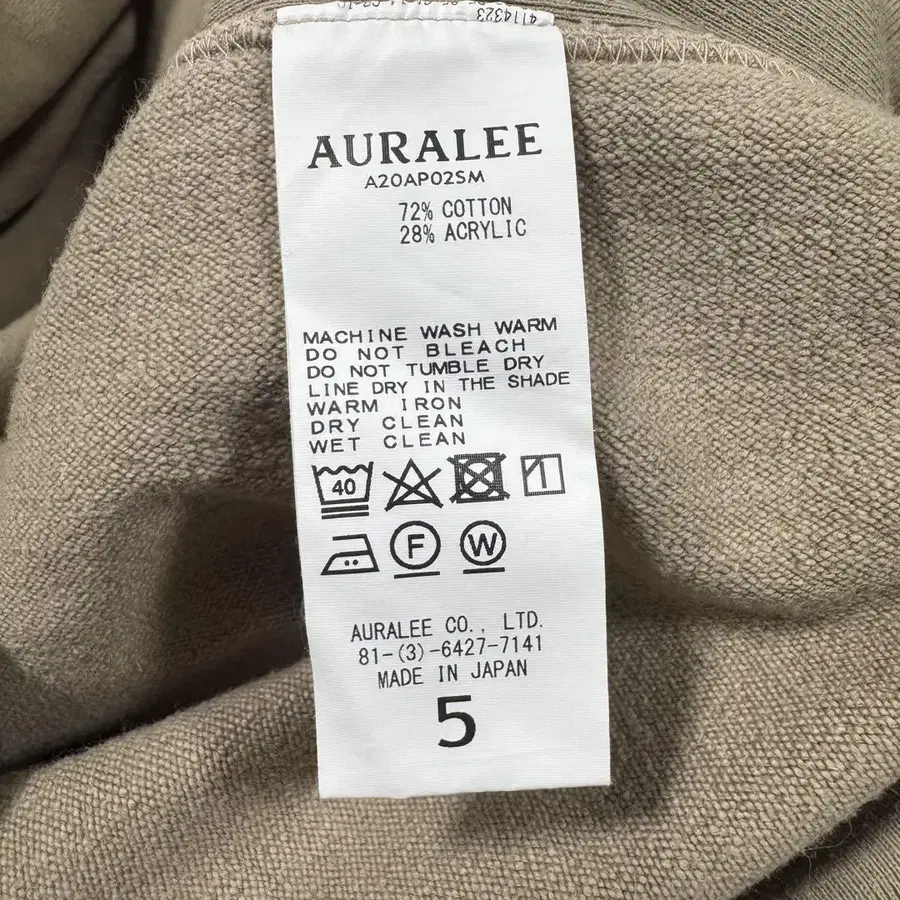 4114323
AURALEE
A20AP02SM
72% COTTON
28% ACRYLIC
MACHINE WASH WARM
DO NOT BLEACH
DO NOT TUMBLE DRY
LINE DRY IN THE SHADE
WARM IRON
DRY CLEAN
WET CLEAN
40
F W
AURALEE CO., LTD.
81-(3)-6427-7141
MADE IN JAPAN
5